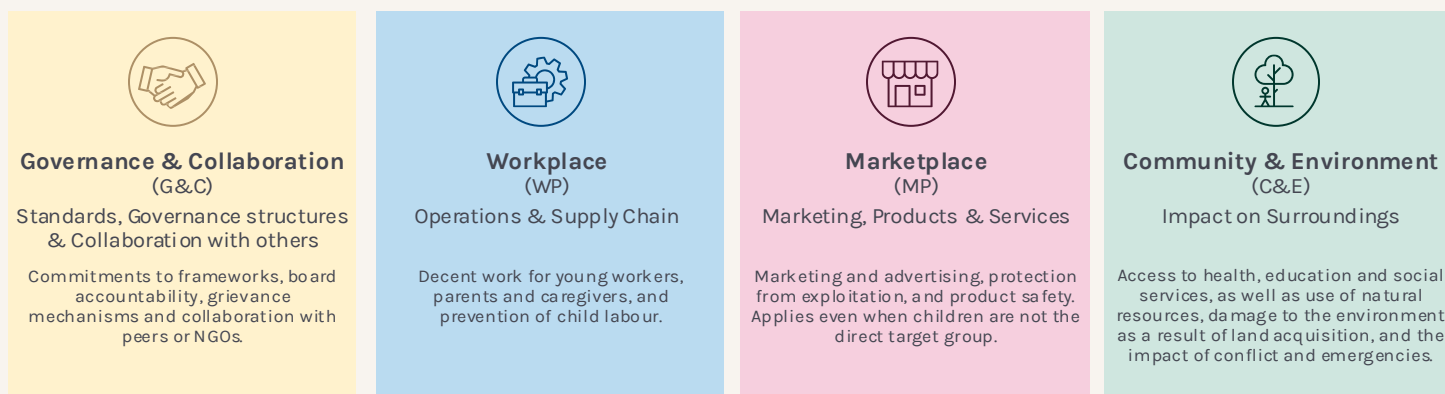 Governance & Collaboration
(G&C)
Standards, Governance structures
& Collaboration with others
Commitments to frameworks, board
accountability, grievance
mechanisms and collaboration with
peers or NGOs.
Workplace
(WP)
Operations & Supply Chain
Decent work for young workers,
parents and caregivers, and
prevention of child labour.
Marketplace
(MP)
Marketing, Products & Services
Marketing and advertising, protection
from exploitation, and product safety.
Applies even when children are not the
direct target group.
Community & Environment
(C&E)
Impact on Surroundings
Access to health, education and social
services, as well as use of natural
resources, damage to the environment
as a result of land acquisition, and the
impact of conflict and emergencies.